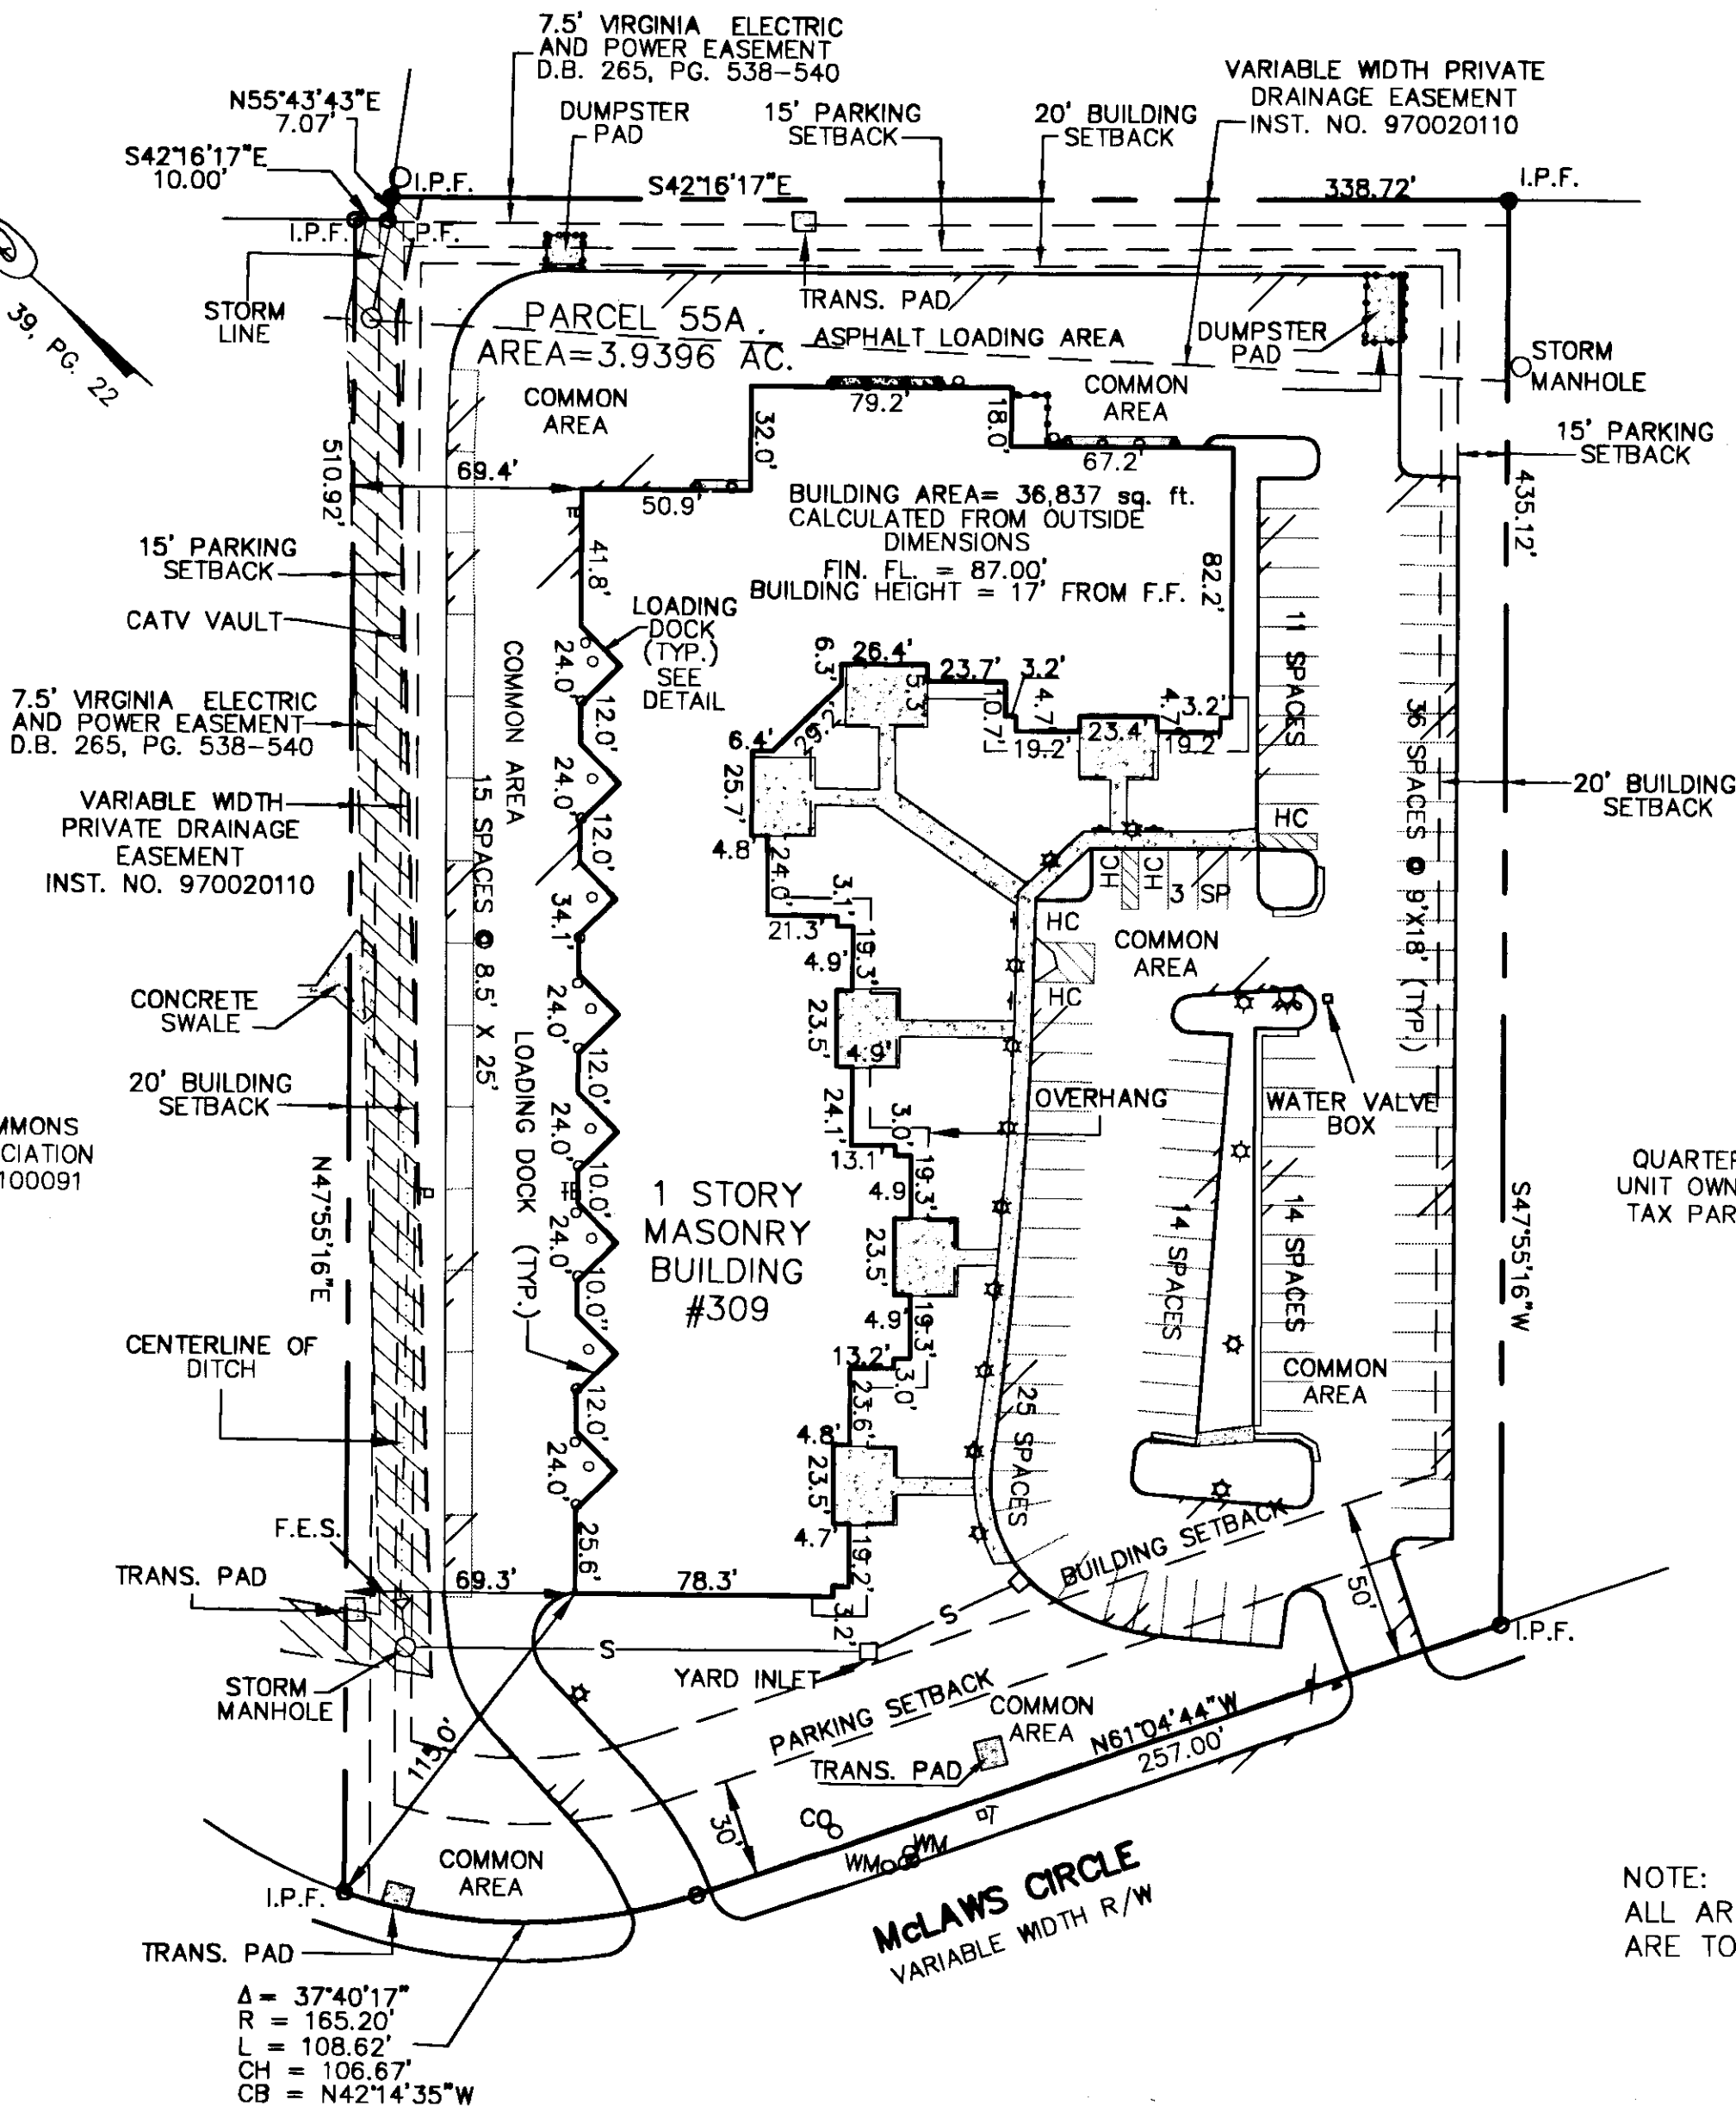 7.5' VIRGINIA ELECTRIC
AND POWER EASEMENT
D.B. 265, PG. 538-540
VARIABLE WIDTH PRIVATE
DRAINAGE EASEMENT
INST. NO. 970020110
N55°43'43"E
7.07'
DUMPSTER
PAD
15' PARKING
SETBACK
20' BUILDING
SETBACK
S42°16'17"E
10.00'
I.P.F.
S42°16'17"E
338.72'
I.P.F.
I.P.F.
P.F.
39, PG. 22
STORM
LINE
TRANS. PAD
PARCEL 55A
AREA=3.9396 AC.
ASPHALT LOADING AREA
DUMPSTER
PAD
STORM
MANHOLE
COMMON
AREA
79.2'
COMMON
AREA
32.0'
18.0'
67.2'
15' PARKING
SETBACK
510.92'
69.4'
50.9'
435.12'
BUILDING AREA= 36,837 sq. ft.
CALCULATED FROM OUTSIDE
DIMENSIONS
FIN. FL. = 87.00'
BUILDING HEIGHT = 17' FROM F.F.
15' PARKING
SETBACK
41.8'
82.2'
CATV VAULT
LOADING
DOCK
(TYP.)
SEE
DETAIL
COMMON AREA
24.0'
6.3'
26.4'
5.3'
23.7'
3.2'
11 SPACES
7.5' VIRGINIA ELECTRIC
AND POWER EASEMENT
D.B. 265, PG. 538-540
12.0'
29.2'
10.7'
4.7'
19.2'
23.4'
4.7'
3.2'
19.2'
36 SPACES @ 9'X18' (TYP.)
6.4'
25.7'
24.0'
VARIABLE WIDTH
PRIVATE DRAINAGE
EASEMENT
INST. NO. 970020110
15 SPACES @ 8.5' X 25'
20' BUILDING
SETBACK
12.0'
4.8'
24.0'
HC
HC
HC
3 SP
34.1'
3.1'
21.3'
19.3'
HC
COMMON
AREA
4.9'
HC
CONCRETE
SWALE
24.0'
23.5'
4.9'
LOADING DOCK (TYP.)
12.0'
20' BUILDING
SETBACK
24.0'
24.1'
OVERHANG
WATER VALVE
BOX
3.0'
13.1'
MMONS
CIATION
100091
N47°55'16"E
10.0'
4.9
19.3'
1 STORY
MASONRY
BUILDING
#309
24.0'
23.5'
14 SPACES
14 SPACES
S47°55'16"W
QUARTER
UNIT OWN
TAX PAR
10.0"
4.9'
19.3'
CENTERLINE OF
DITCH
13.2'
3.0'
COMMON
AREA
12.0'
23.6'
25 SPACES
24.0'
4.8'
23.5'
F.E.S.
25.6'
4.7'
19.2'
BUILDING SETBACK
50'
TRANS. PAD
69.3'
78.3'
3.2'
S
S
I.P.F.
STORM
MANHOLE
YARD INLET
115.0'
PARKING SETBACK
COMMON
AREA
N61°04'44"W
257.00'
TRANS. PAD
30'
CO
T
WM
WM
COMMON
AREA
I.P.F.
McLAWS CIRCLE
VARIABLE WIDTH R/W
TRANS. PAD
NOTE:
ALL AR
ARE TO
Δ = 37°40'17"
R = 165.20'
L = 108.62'
CH = 106.67'
CB = N42°14'35"W